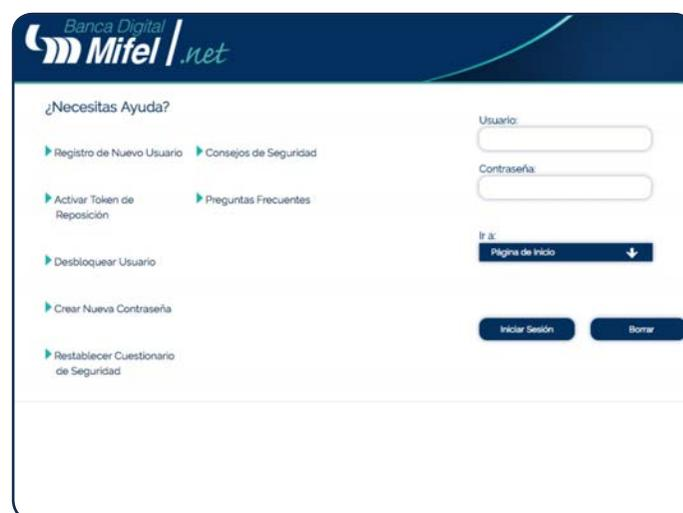 Banca Digital
Mifel .net
¿Necesitas Ayuda?
Registro de Nuevo Usuario
Consejos de Seguridad
Activar Token de
Reposición
Preguntas Frecuentes
Desbloquear Usuario
Crear Nueva Contraseña
Restablecer Cuestionario
de Seguridad
Usuario:
Contraseña:
Ir a:
Página de Inicio
Iniciar Sesión
Borrar